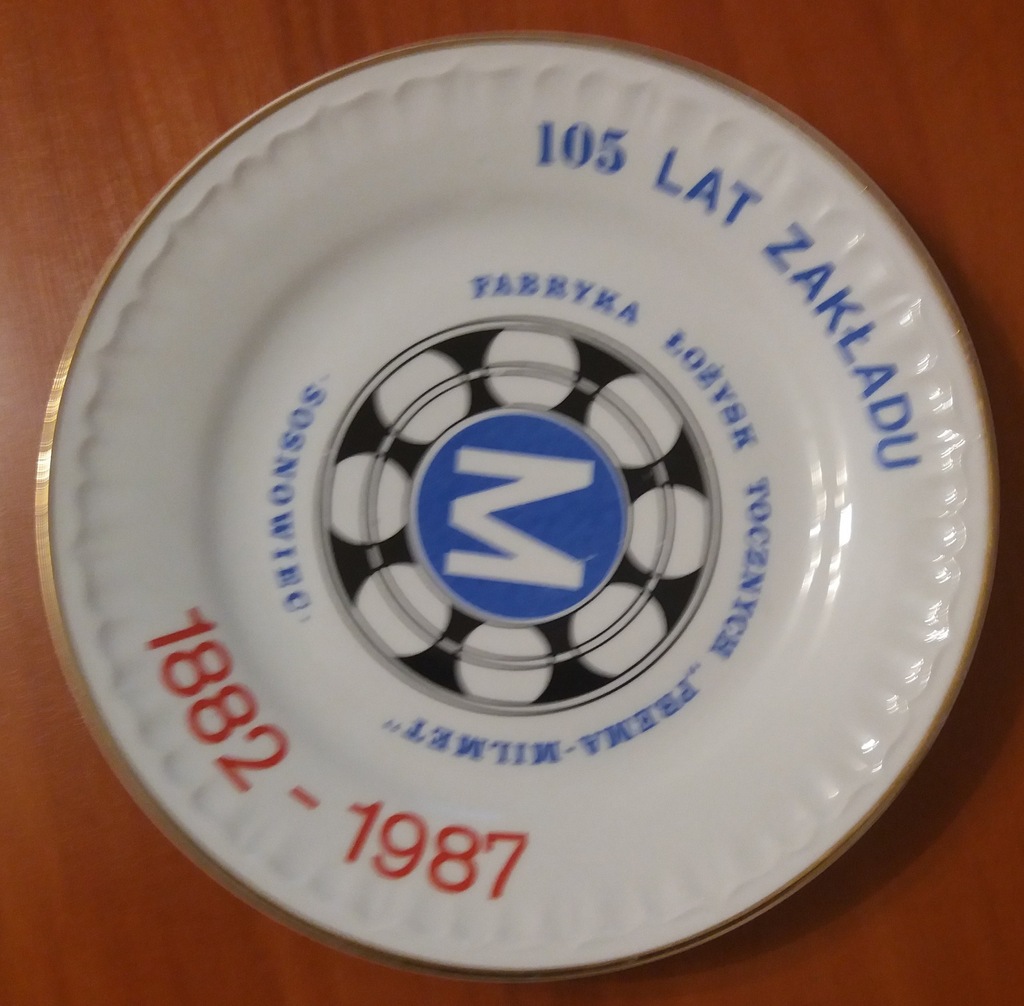 105 LAT ZAKŁADU
FABRYKA ŁOŻYSK TOCZNYCH „PREMA-MILMET"
SOSNOWIEC
M
1882 - 1987